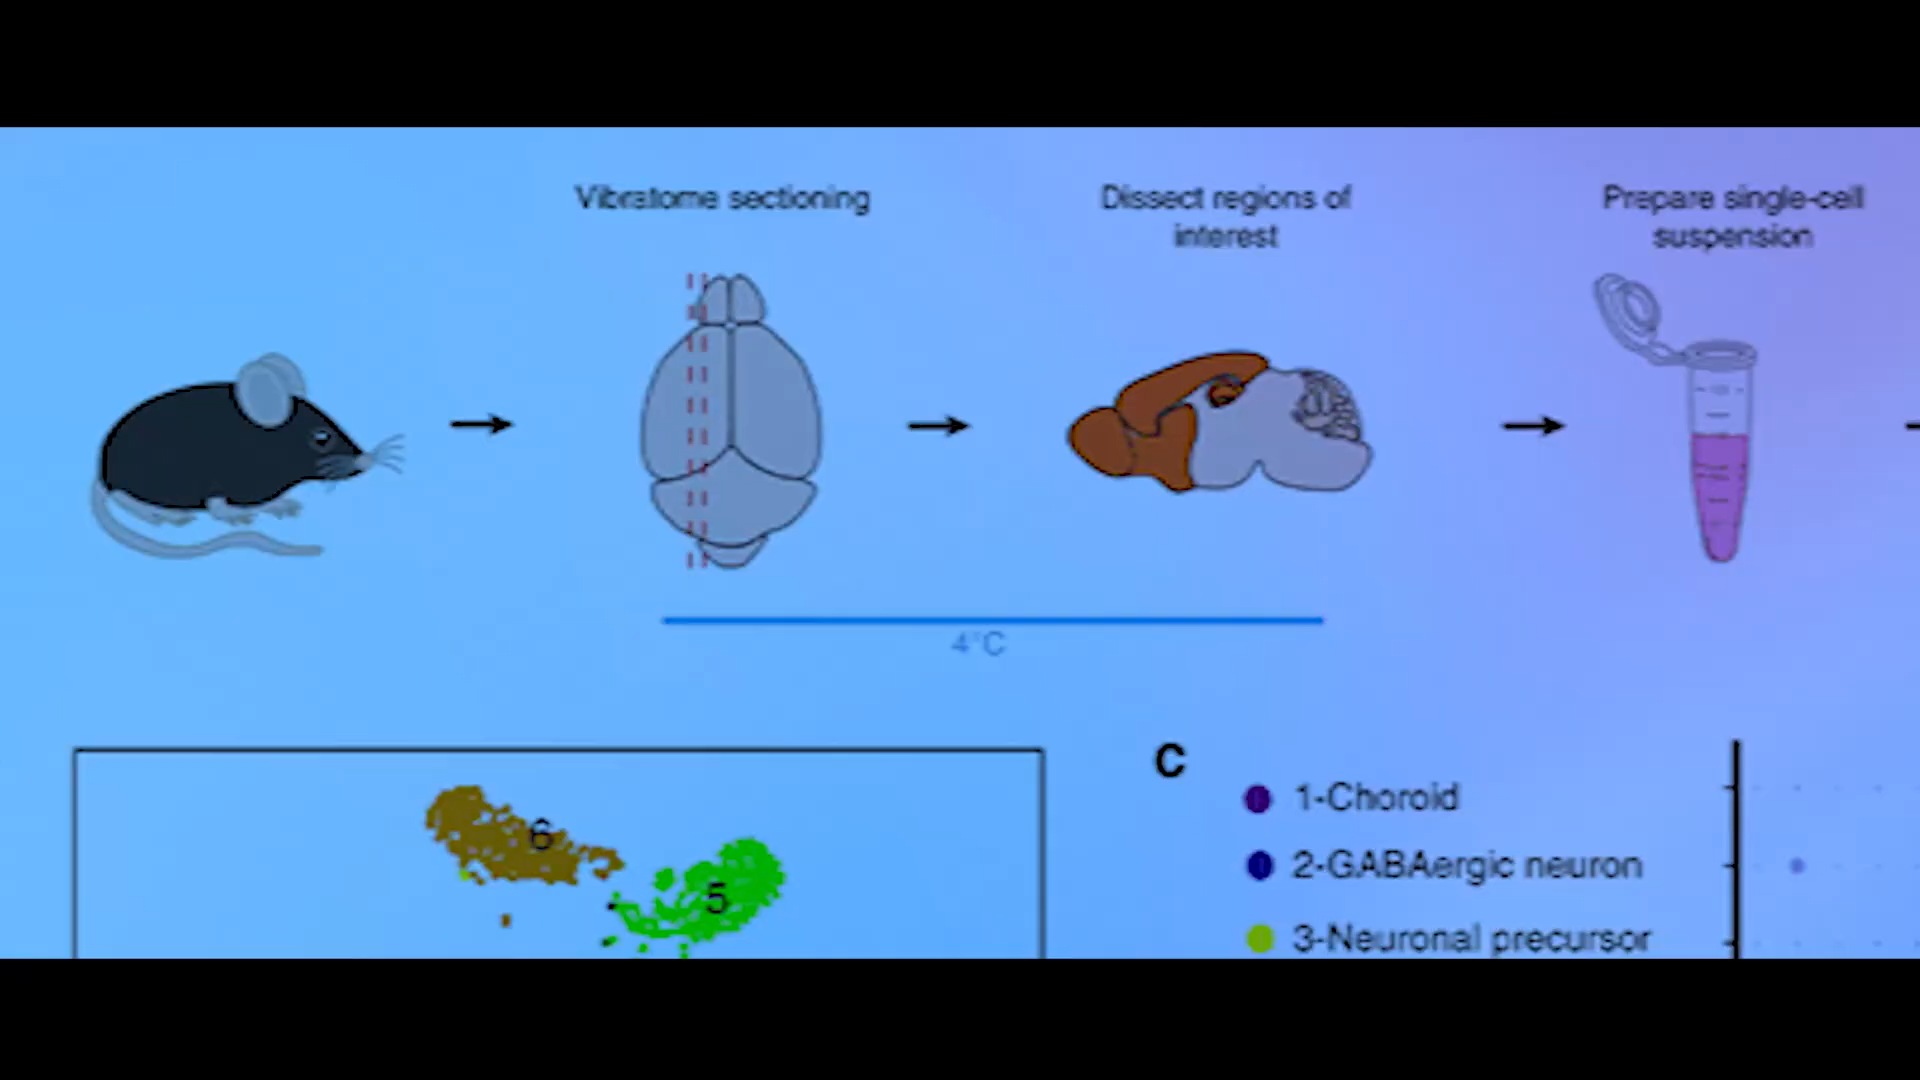 Vibratome sectioning
Dissect regions of
interest
Prepare single-cell
suspension
4°C
6
5
C
1-Choroid
2-GABAergic neuron
3-Neuronal precursor